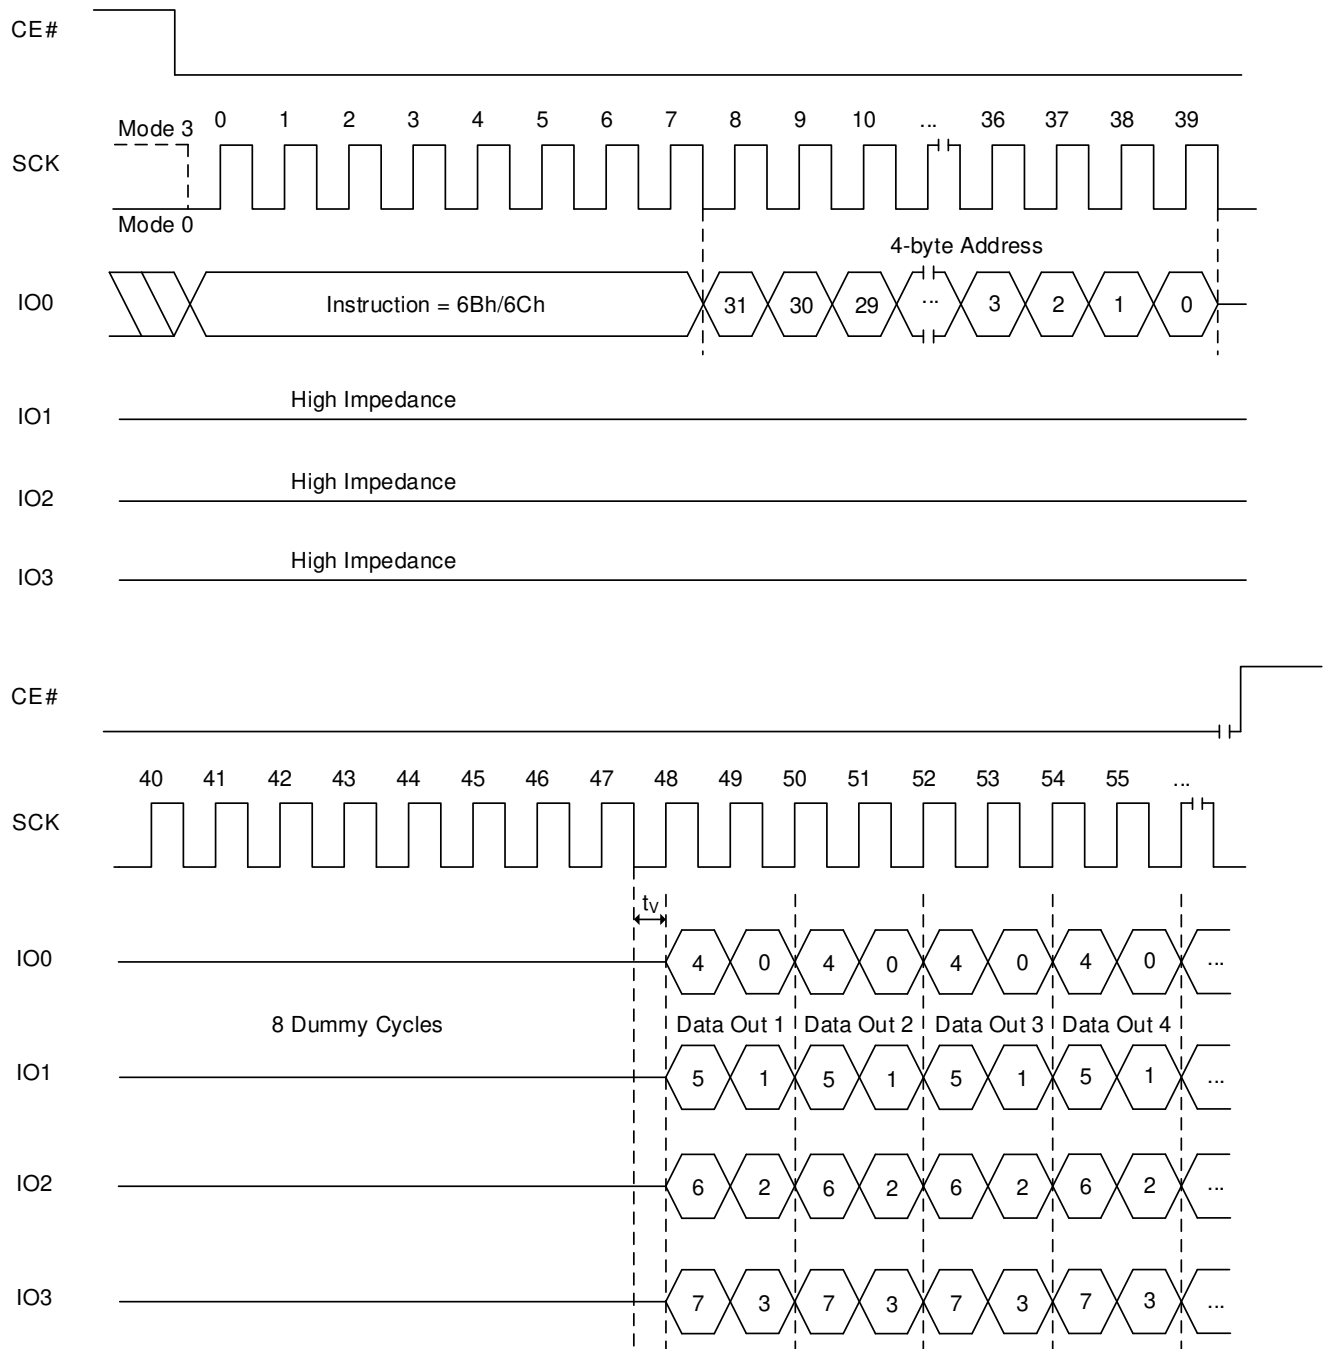 CE#
Mode 3 0 1 2 3 4 5 6 7 8 9 10 ... 36 37 38 39
SCK
Mode 0
4-byte Address
IO0 Instruction = 6Bh/6Ch 31 30 29 ... 3 2 1 0
High Impedance
IO1
High Impedance
IO2
High Impedance
IO3
CE#
40 41 42 43 44 45 46 47 48 49 50 51 52 53 54 55 ...
SCK
tV
IO0 4 0 4 0 4 0 4 0 ...
8 Dummy Cycles Data Out 1 Data Out 2 Data Out 3 Data Out 4
IO1 5 1 5 1 5 1 5 1 ...
IO2 6 2 6 2 6 2 6 2 ...
IO3 7 3 7 3 7 3 7 3 ...